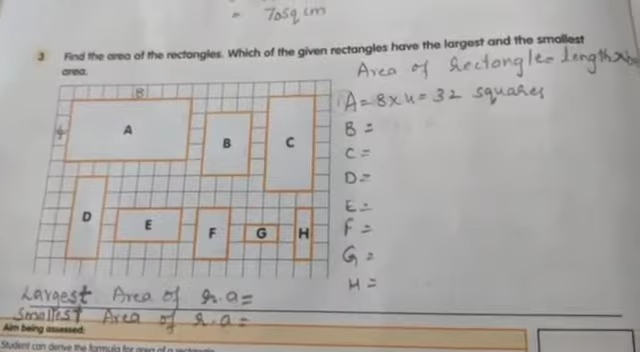 = 70sq cm
3 Find the area of the rectangles. Which of the given rectangles have the largest and the smallest
area.
Area of Rectangle= length x
8
4
A
B
C
D
E
F
G
H
A = 8 x 4 = 32 squares
B =
C =
D =
E =
F =
G =
H =
Largest Area of r.a=
Smallest Area of r.a=
Aim being assessed:
Student can derive the formula for area of a rectangle